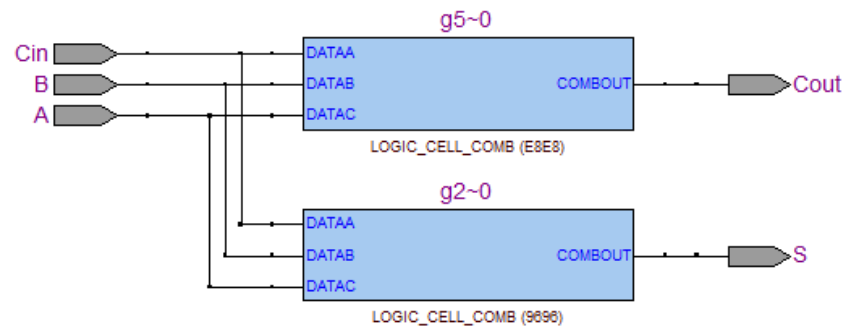 g5~0
Cin
DATAA
B
DATAB
COMBOUT
Cout
A
DATAC
LOGIC_CELL_COMB (E8E8)
g2~0
DATAA
DATAB
COMBOUT
S
DATAC
LOGIC_CELL_COMB (9696)